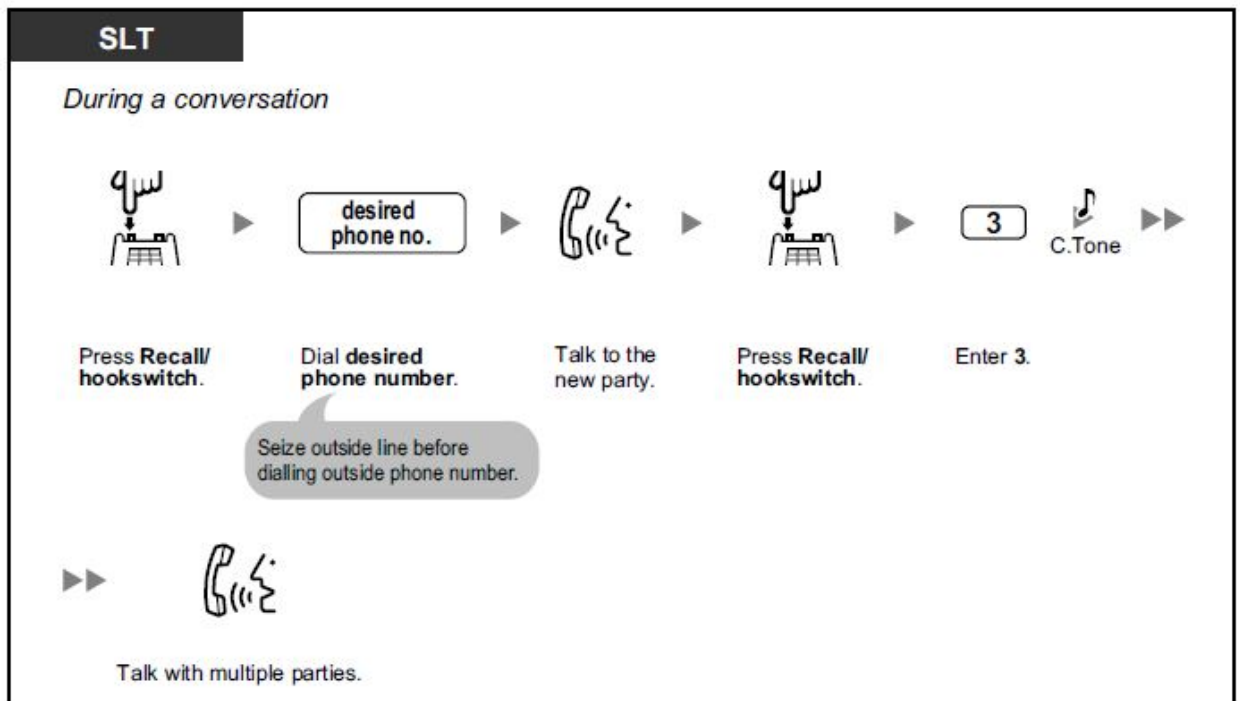 SLT
During a conversation
desired
phone no.
3
C.Tone
Press Recall/
hookswitch.
Dial desired
phone number.
Talk to the
new party.
Press Recall/
hookswitch.
Enter 3.
Seize outside line before
dialling outside phone number.
Talk with multiple parties.